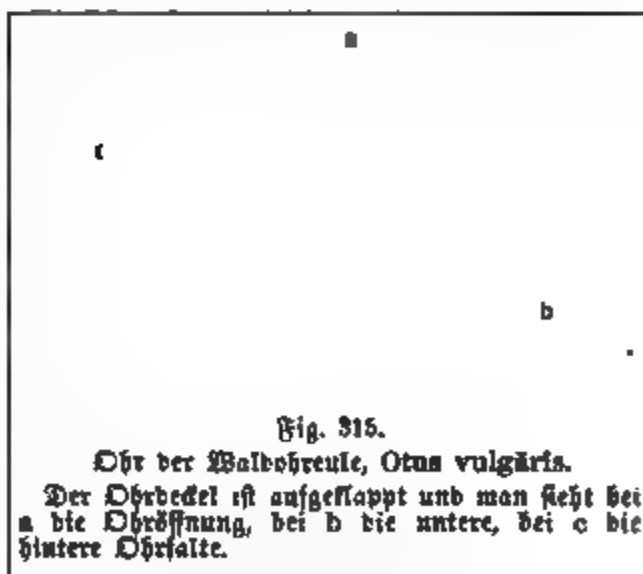 a
c
b
Fig. 315.
Ohr der Waldohreule, Otus vulgāris.
Der Ohrdeckel ist aufgeklappt und man sieht bei
a die Ohröffnung, bei b die untere, bei c die
hintere Ohrfalte.